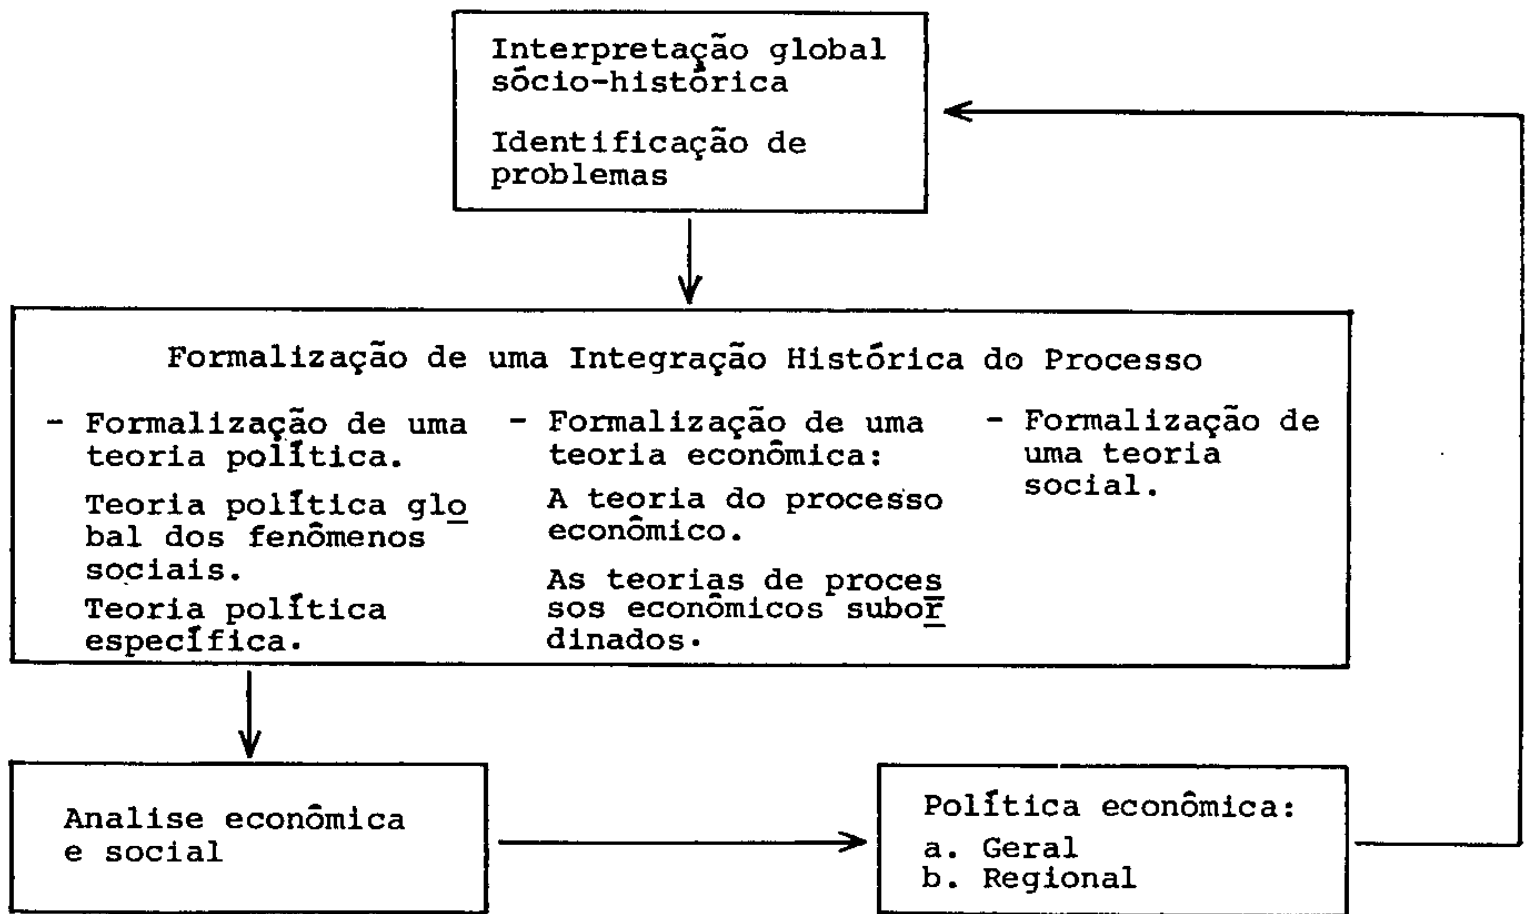 Interpretação global
sócio-histórica
Identificação de
problemas
Formalização de uma Integração Histórica do Processo
- Formalização de uma
teoria política.
Teoria política glo
bal dos fenômenos
sociais.
Teoria política
específica.
- Formalização de uma
teoria econômica:
A teoria do processo
econômico.
As teorias de proces
sos econômicos subor
dinados.
- Formalização de
uma teoria
social.
Analise econômica
e social
Política econômica:
a. Geral
b. Regional